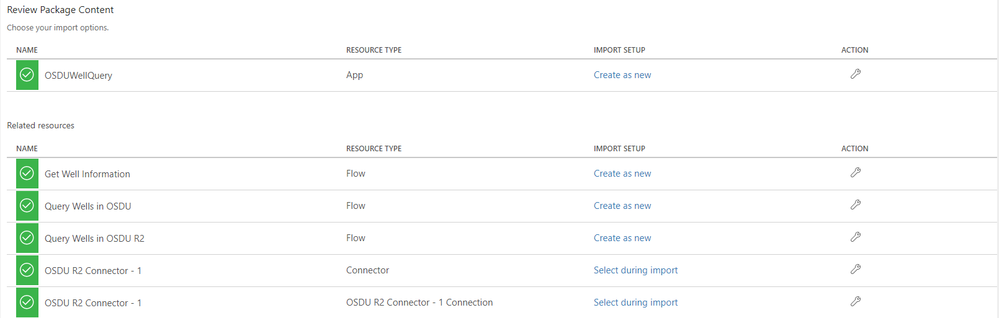 Review Package Content
Choose your import options.
NAME RESOURCE TYPE IMPORT SETUP ACTION
OSDUWellQuery App Create as new
Related resources
NAME RESOURCE TYPE IMPORT SETUP ACTION
Get Well Information Flow Create as new
Query Wells in OSDU Flow Create as new
Query Wells in OSDU R2 Flow Create as new
OSDU R2 Connector - 1 Connector Select during import
OSDU R2 Connector - 1 OSDU R2 Connector - 1 Connection Select during import